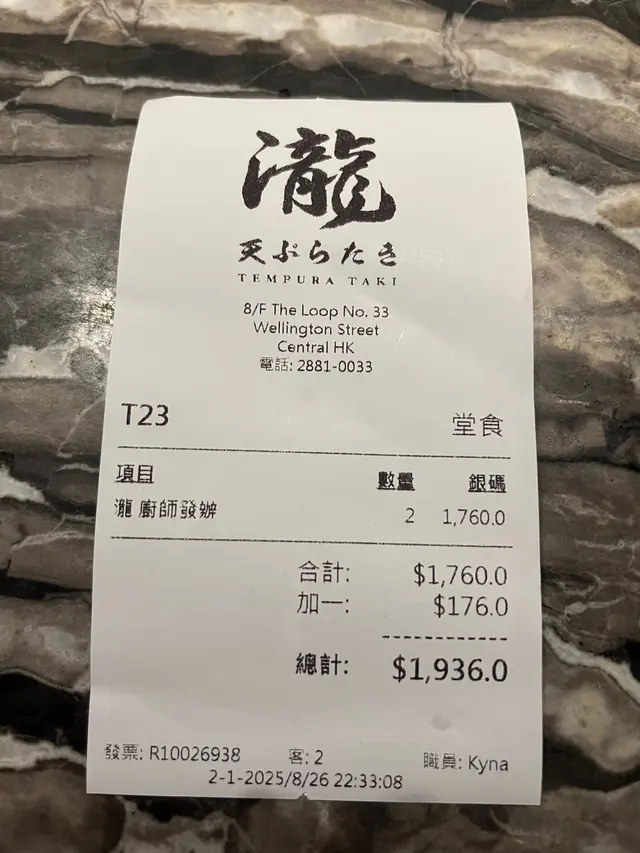 瀧
天ぷらたき
TEMPURA TAKI
8/F The Loop No. 33
Wellington Street
Central HK
電話: 2881-0033
T23 堂食
項目 數量 銀碼
瀧 廚師發辦 2 1,760.0
合計: $1,760.0
加一: $176.0
總計: $1,936.0
發票: R10026938 客: 2 職員: Kyna
2-1-2025/8/26 22:33:08